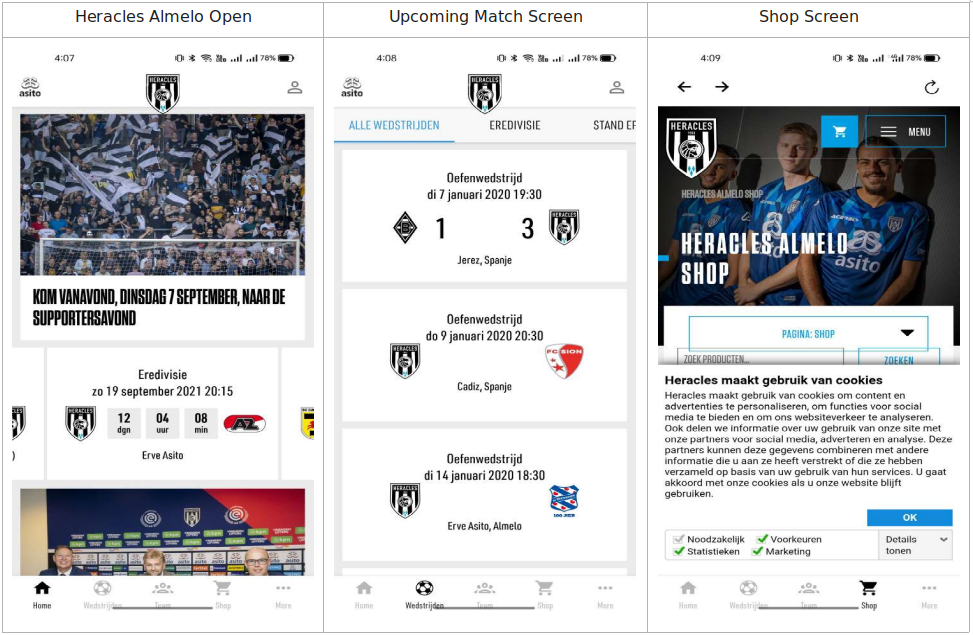 Heracles Almelo Open
Upcoming Match Screen
Shop Screen
4:07
78%
asito
HERACLES
KOM VANAVOND, DINSDAG 7 SEPTEMBER, NAAR DE
SUPPORTERSAVOND
Eredivisie
zo 19 september 2021 20:15
12 04 08
dgn uur min
AZ
)
Erve Asito
Home
Wedstrijden
Team
Shop
More
4:08
78%
asito
HERACLES
ALLE WEDSTRIJDEN EREDIVISIE STAND EF
Oefenwedstrijd
di 7 januari 2020 19:30
1 3
HERACLES
Jerez, Spanje
Oefenwedstrijd
do 9 januari 2020 20:30
HERACLES
FC SION
Cadiz, Spanje
Oefenwedstrijd
di 14 januari 2020 18:30
HERACLES
Erve Asito, Almelo
Home
Wedstrijden
Team
Shop
More
4:09
78%
HERACLES
MENU
HERACLES ALMELO SHOP
HERACLES ALMELO
SHOP
asito
PAGINA: SHOP
ZOEK PRODUCTEN...
ZOEKEN
Heracles maakt gebruik van cookies
Heracles maakt gebruik van cookies om content en
advertenties te personaliseren, om functies voor social
media te bieden en om ons websiteverkeer te analyseren.
Ook delen we informatie over uw gebruik van onze site met
onze partners voor social media, adverteren en analyse. Deze
partners kunnen deze gegevens combineren met andere
informatie die u aan ze heeft verstrekt of die ze hebben
verzameld op basis van uw gebruik van hun services. U gaat
akkoord met onze cookies als u onze website blijft
gebruiken.
OK
Noodzakelijk Voorkeuren
Statistieken Marketing
Details
tonen
Home
Wedstrijden
Team
Shop
More